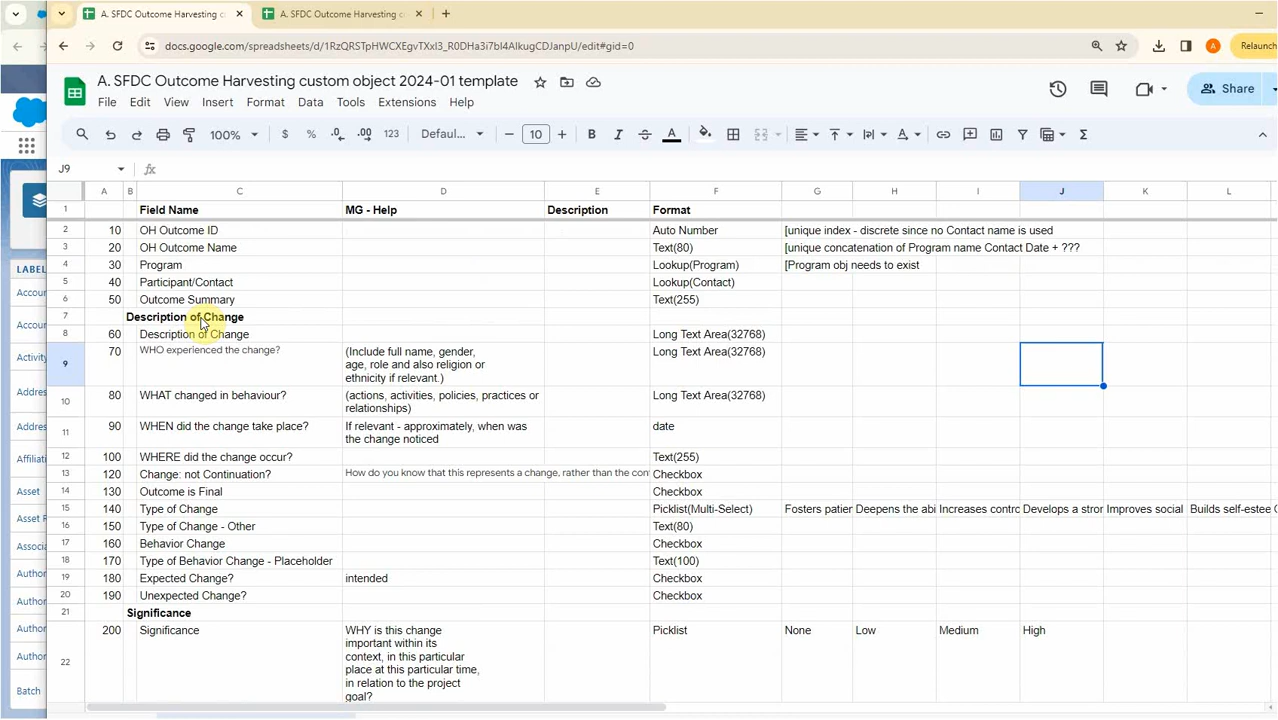 A. SFDC Outcome Harvesting c
A. SFDC Outcome Harvesting c
docs.google.com/spreadsheets/d/1RzQRSTpHWCXEgvTXxl3_R0DHa3i7bI4AIkugCDJanpU/edit#gid=0
A
Relaunch
A. SFDC Outcome Harvesting custom object 2024-01 template
File Edit View Insert Format Data Tools Extensions Help
Share
100% $ % .0 .00 123 Defaul... 10 B I S A
J9 fx
A B C D E F G H I J K L
1 Field Name MG - Help Description Format
2 10 OH Outcome ID Auto Number [unique index - discrete since no Contact name is used
3 20 OH Outcome Name Text(80) [unique concatenation of Program name Contact Date + ???
4 30 Program Lookup(Program) [Program obj needs to exist
5 40 Participant/Contact Lookup(Contact)
6 50 Outcome Summary Text(255)
7 Description of Change
8 60 Description of Change Long Text Area(32768)
9 70 WHO experienced the change? (Include full name, gender, Long Text Area(32768)
age, role and also religion or
ethnicity if relevant.)
10 80 WHAT changed in behaviour? (actions, activities, policies, practices or Long Text Area(32768)
relationships)
11 90 WHEN did the change take place? If relevant - approximately, when was date
the change noticed
12 100 WHERE did the change occur? Text(255)
13 120 Change: not Continuation? How do you know that this represents a change, rather than the con Checkbox
14 130 Outcome is Final Checkbox
15 140 Type of Change Picklist(Multi-Select) Fosters patier Deepens the abi Increases contro Develops a stror Improves social Builds self-estee
16 150 Type of Change - Other Text(80)
17 160 Behavior Change Checkbox
18 170 Type of Behavior Change - Placeholder Text(100)
19 180 Expected Change? intended Checkbox
20 190 Unexpected Change? Checkbox
21 Significance
22 200 Significance WHY is this change Picklist None Low Medium High
important within its
context, in this particular
place at this particular time,
in relation to the project
goal?
LABEL
Accour
Accour
Activity
Addres
Addres
Affiliati
Asset
Asset R
Associa
Author
Author
Author
Author
Batch